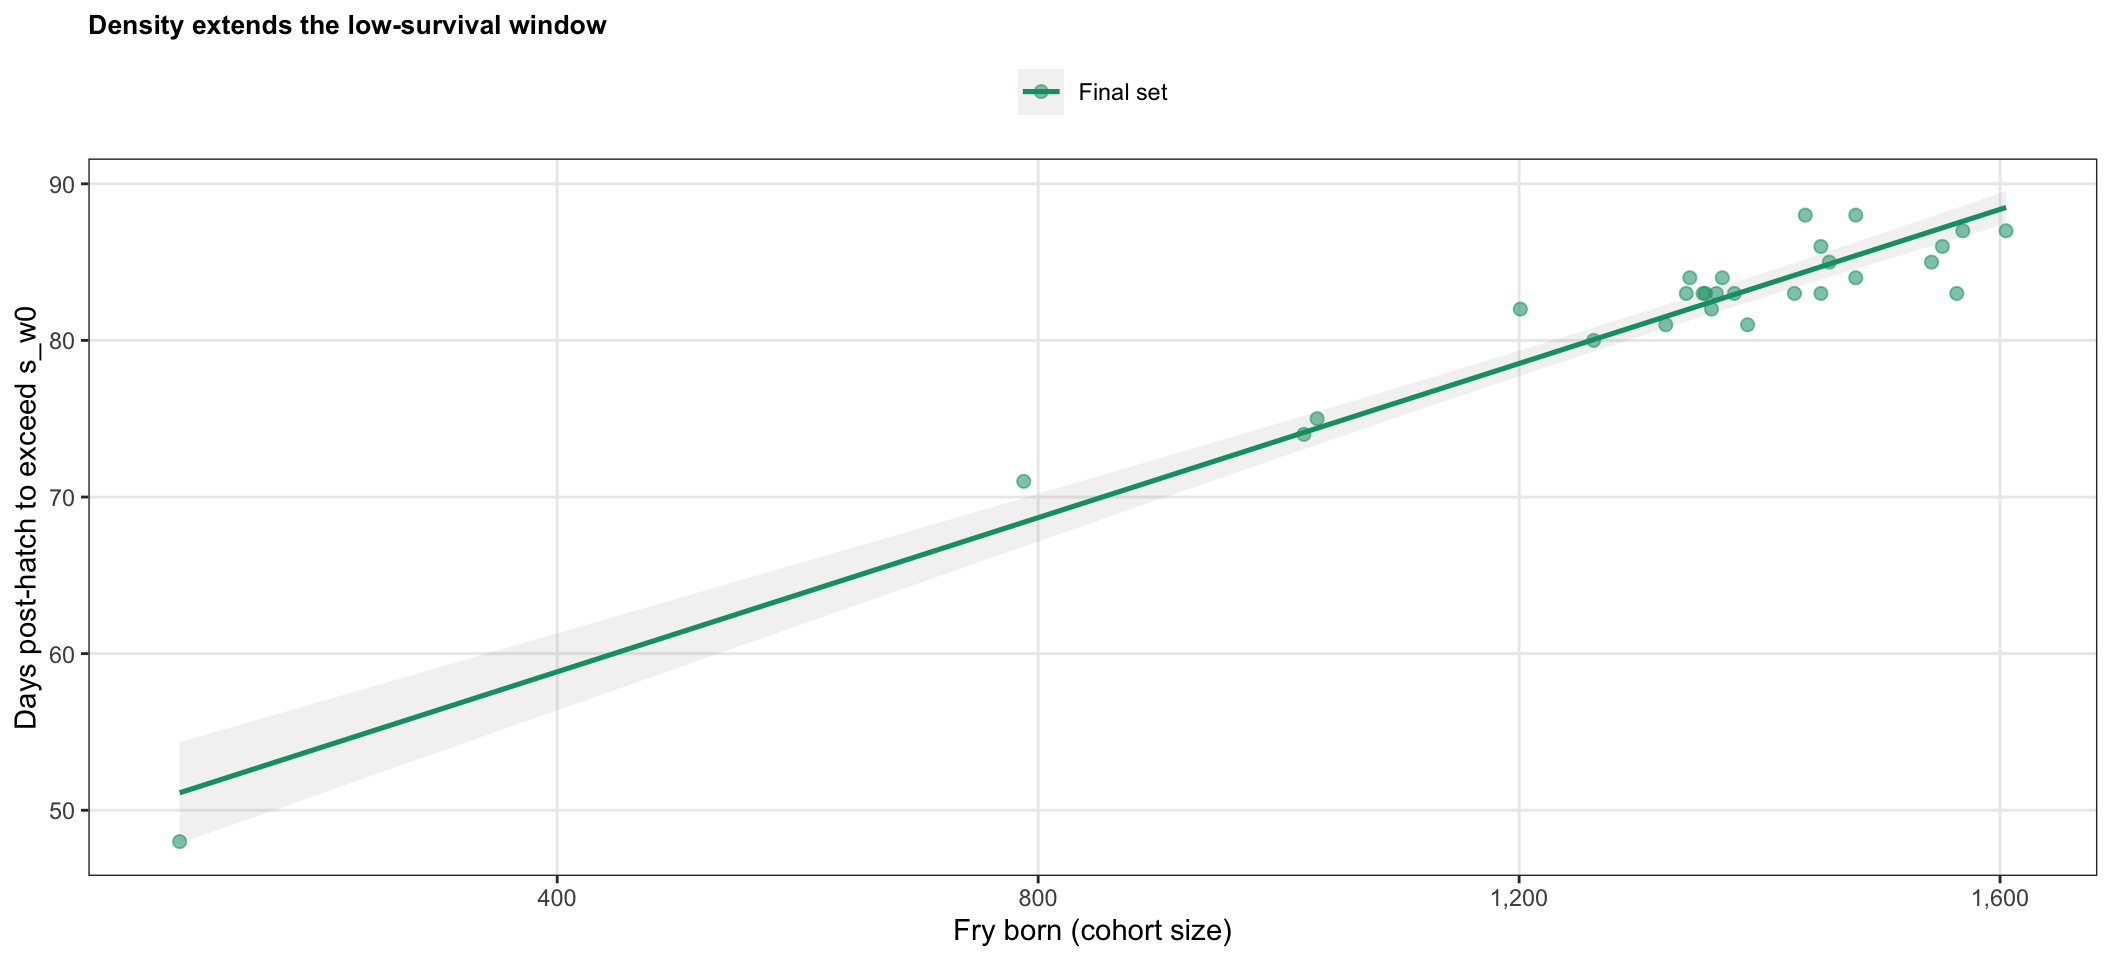 Density extends the low-survival window
Final set
Days post-hatch to exceed s_w0
90
80
70
60
50
400
800
1,200
1,600
Fry born (cohort size)